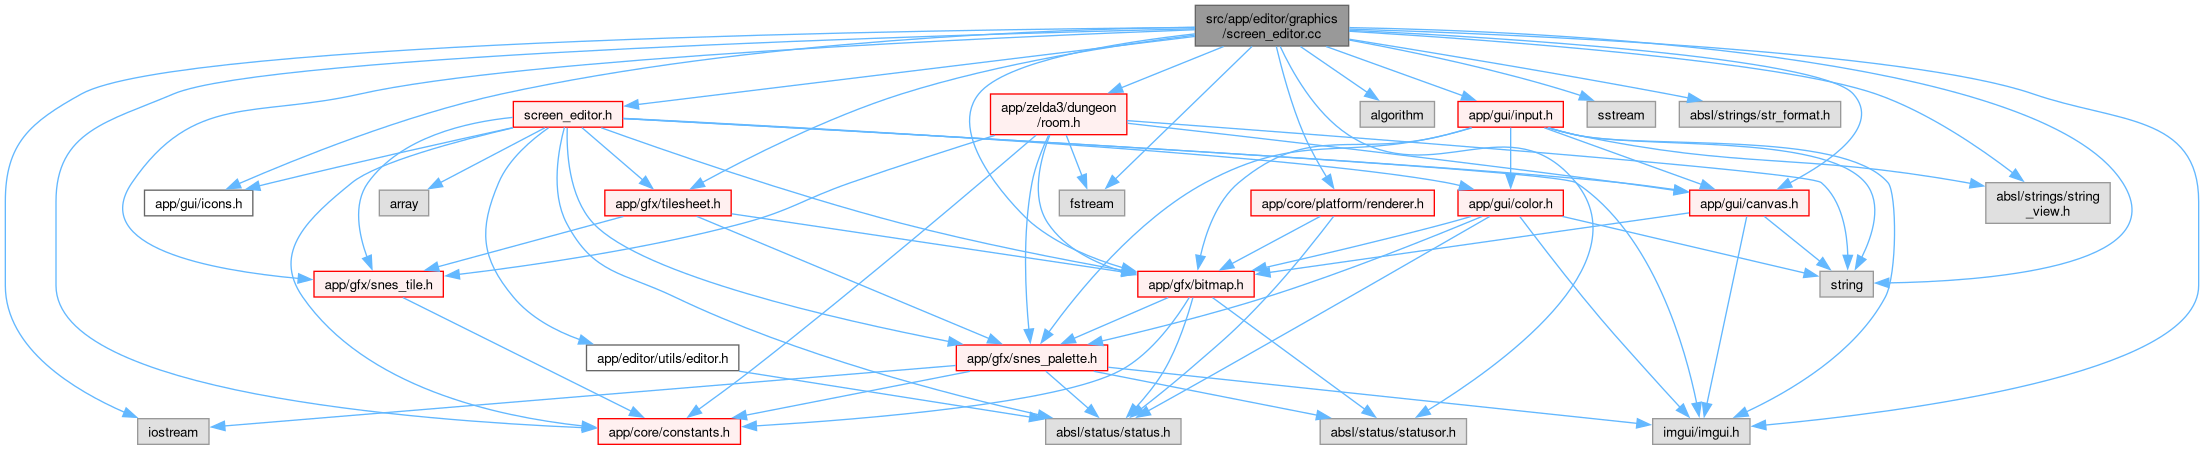 src/app/editor/graphics
/screen_editor.cc
app/zelda3/dungeon
/room.h
screen_editor.h
algorithm
app/gui/input.h
sstream
absl/strings/str_format.h
app/gui/icons.h
array
app/gfx/tilesheet.h
fstream
app/core/platform/renderer.h
app/gui/color.h
app/gui/canvas.h
absl/strings/string
_view.h
app/gfx/snes_tile.h
app/gfx/bitmap.h
string
app/editor/utils/editor.h
app/gfx/snes_palette.h
iostream
app/core/constants.h
absl/status/status.h
absl/status/statusor.h
imgui/imgui.h